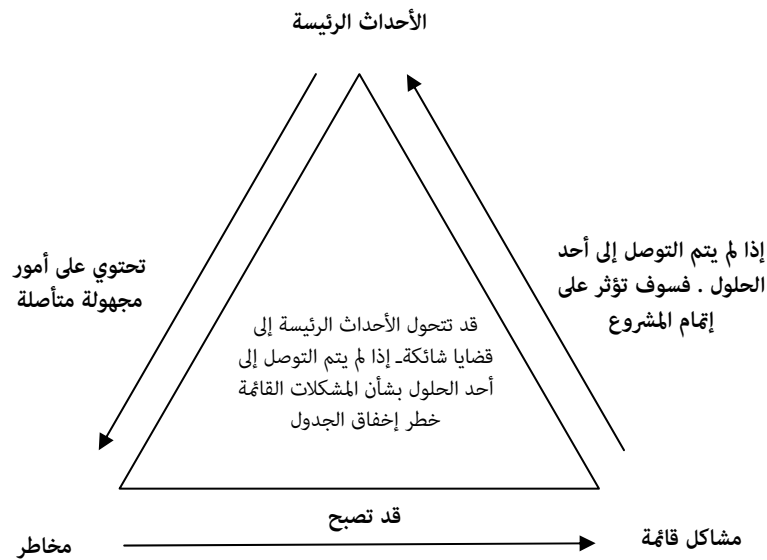 الأحداث الرئيسة
إذا لم يتم التوصل إلى أحد
الحلول . فسوف تؤثر على
إتمام المشروع
تحتوي على أمور
مجهولة متأصلة
قد تتحول الأحداث الرئيسة إلى
قضايا شائكةـ إذا لم يتم التوصل إلى
أحد الحلول بشأن المشكلات القائمة
خطر إخفاق الجدول
قد تصبح
مشاكل قائمة
مخاطر